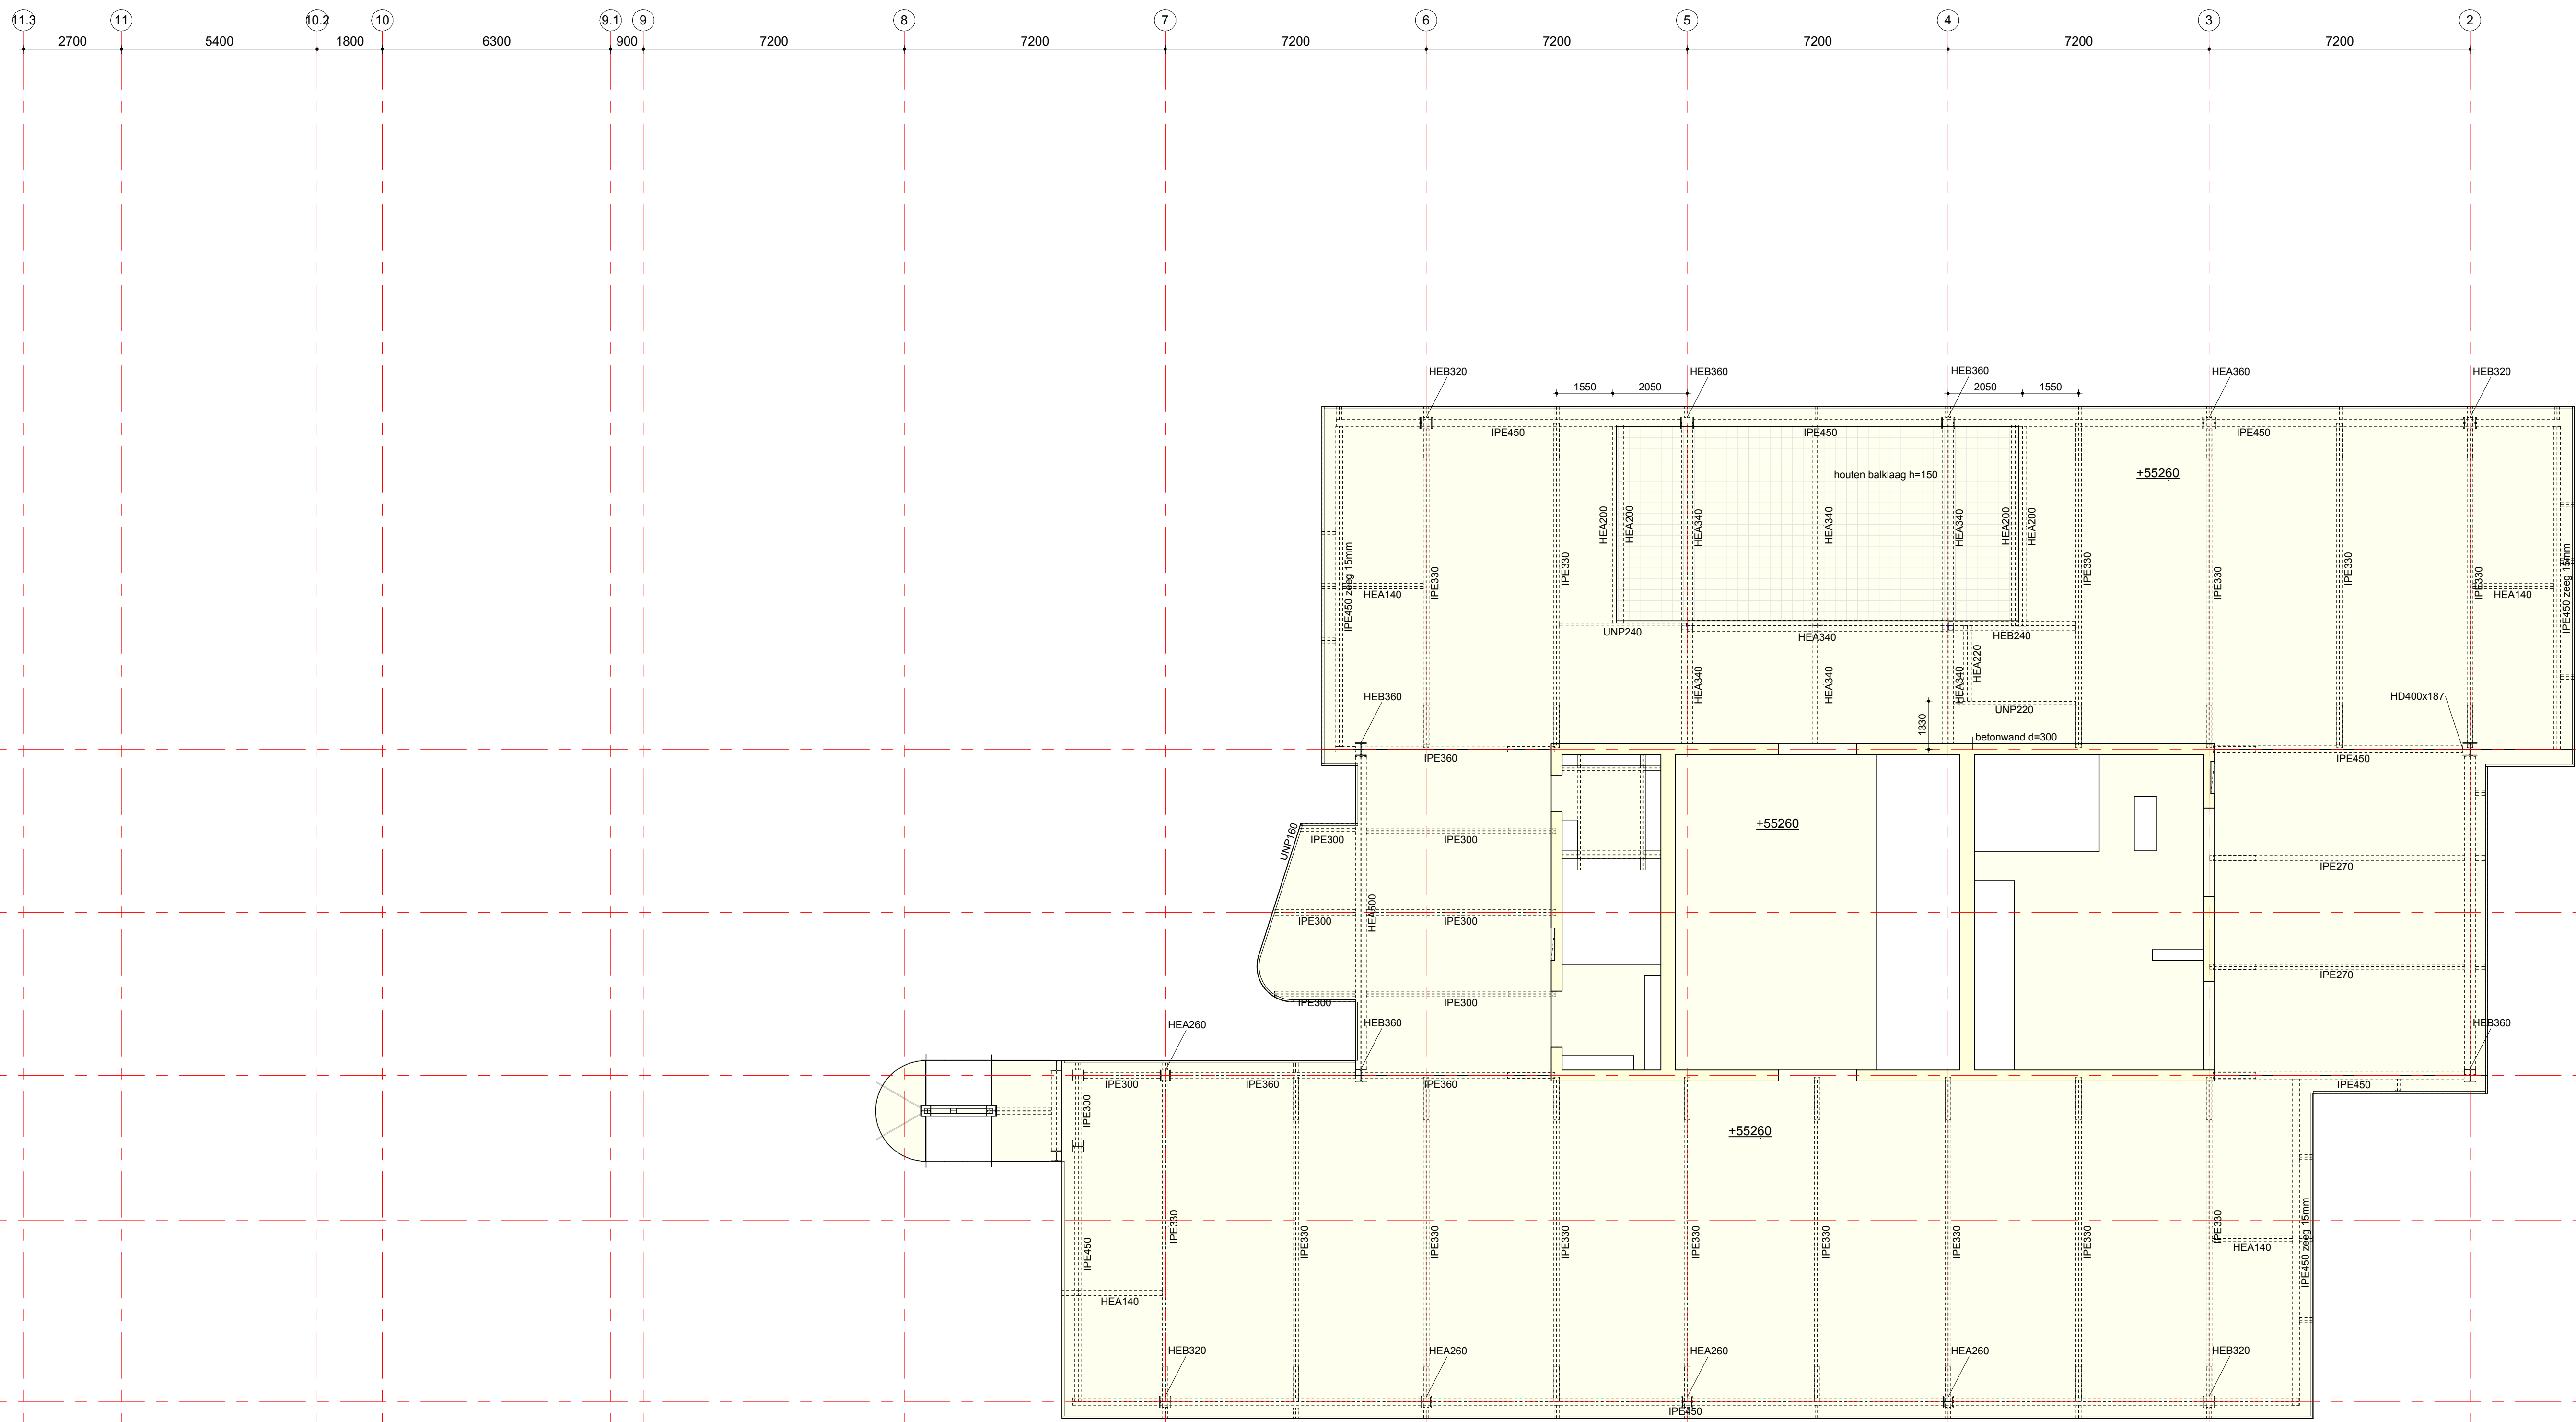 11.3 11 10.2 10 9.1 9 8 7 6 5 4 3 2
2700 5400 1800 6300 900 7200 7200 7200 7200 7200 7200 7200
HEB320 HEB360 HEB360 HEA360 HEB320
1550 2050 2050 1550
IPE450 IPE450 IPE450
houten balklaag h=150
+55260
HEA200 HEA200 HEA340 HEA340 HEA340 HEA200 HEA200
IPE450 zeeg 15mm
IPE330 IPE330 IPE330 IPE330 IPE330 IPE330
IPE450 zeeg 15mm
HEA140 HEA140
UNP240 HEA340 HEB240
HEA220
HEA340 HEA340 HEA340
HEB360
HD400x187
UNP220
1330
betonwand d=300
IPE360 IPE450
UNP160
+55260
IPE300 IPE300
IPE270
HEA500
IPE300 IPE300
IPE270
IPE300 IPE300
HEA260 HEB360 HEB360
IPE300 IPE360 IPE360 IPE450
IPE300
+55260
IPE450
IPE330 IPE330 IPE330 IPE330 IPE330 IPE330 IPE330 IPE330 IPE330
HEA140
IPE450 zeeg 15mm
HEA140
HEB320 HEA260 HEA260 HEA260 HEB320
IPE450